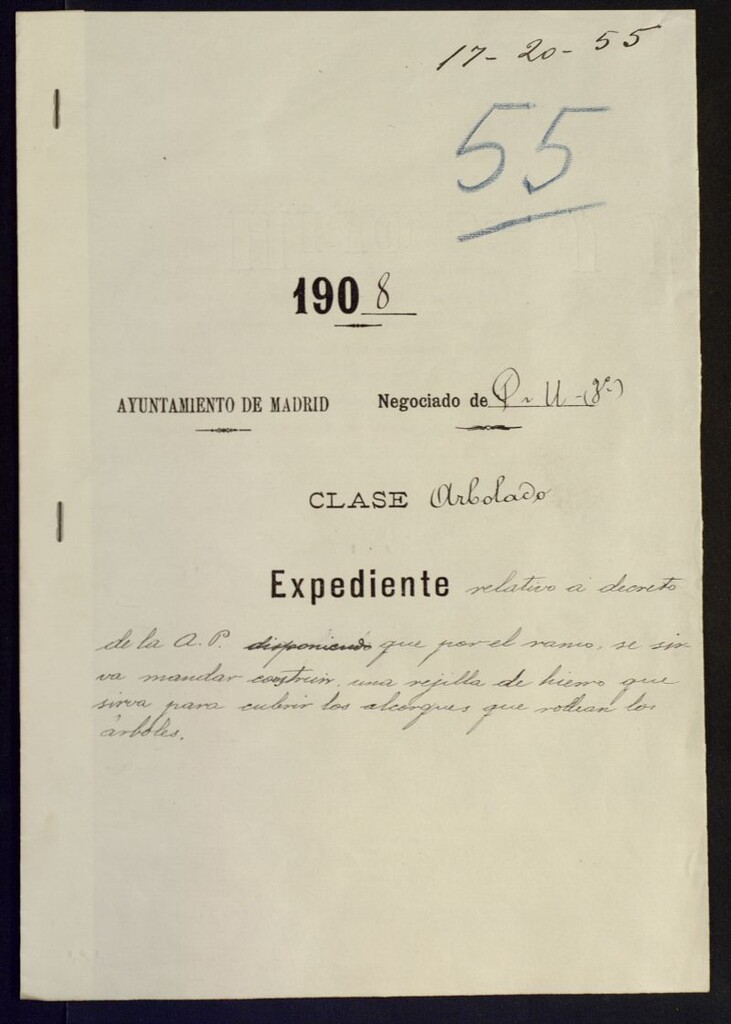 17-20-55
55
1908
AYUNTAMIENTO DE MADRID Negociado de P. U - (3º)
CLASE Arbolado
Expediente relativo á decreto
de la A. P. disponiendo que por el ramo, se sir-
va mandar construir, una rejilla de hierro que
sirva para cubrir los alcorques que rodean los
árboles.